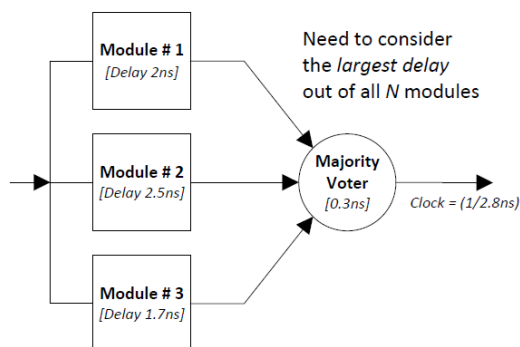 Module # 1
[Delay 2ns]
Need to consider
the largest delay
out of all N modules
Module # 2
[Delay 2.5ns]
Majority
Voter
[0.3ns]
Clock = (1/2.8ns)
Module # 3
[Delay 1.7ns]